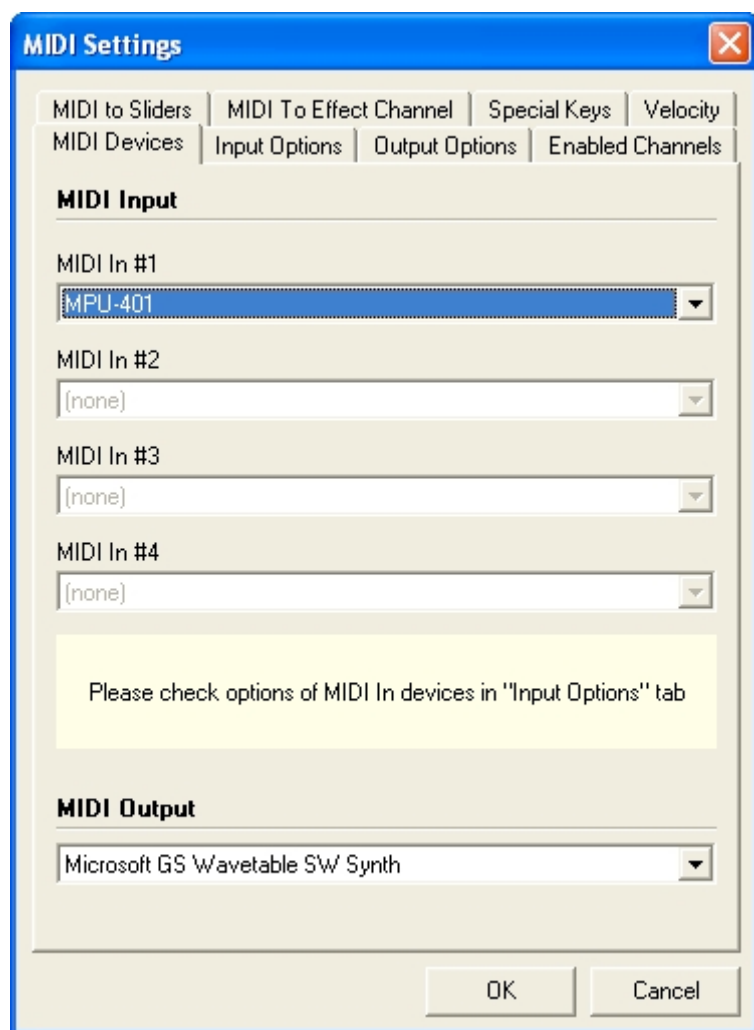 MIDI Settings
MIDI to Sliders MIDI To Effect Channel Special Keys Velocity
MIDI Devices Input Options Output Options Enabled Channels
MIDI Input
MIDI In #1
MPU-401
MIDI In #2
(none)
MIDI In #3
(none)
MIDI In #4
(none)
Please check options of MIDI In devices in "Input Options" tab
MIDI Output
Microsoft GS Wavetable SW Synth
OK Cancel